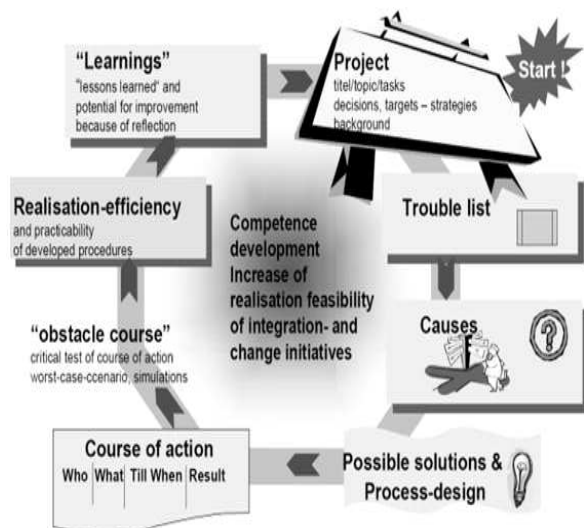 Start !
Project
titel/topic/tasks
decisions, targets – strategies
background
Trouble list
Causes
?
Possible solutions &
Process-design
Course of action
Who What Till When Result
"obstacle course"
critical test of course of action
worst-case-ccenario, simulations
Realisation-efficiency
and practicability
of developed procedures
"Learnings"
"lessons learned" and
potential for improvement
because of reflection
Competence
development
Increase of
realisation feasibility
of integration- and
change initiatives